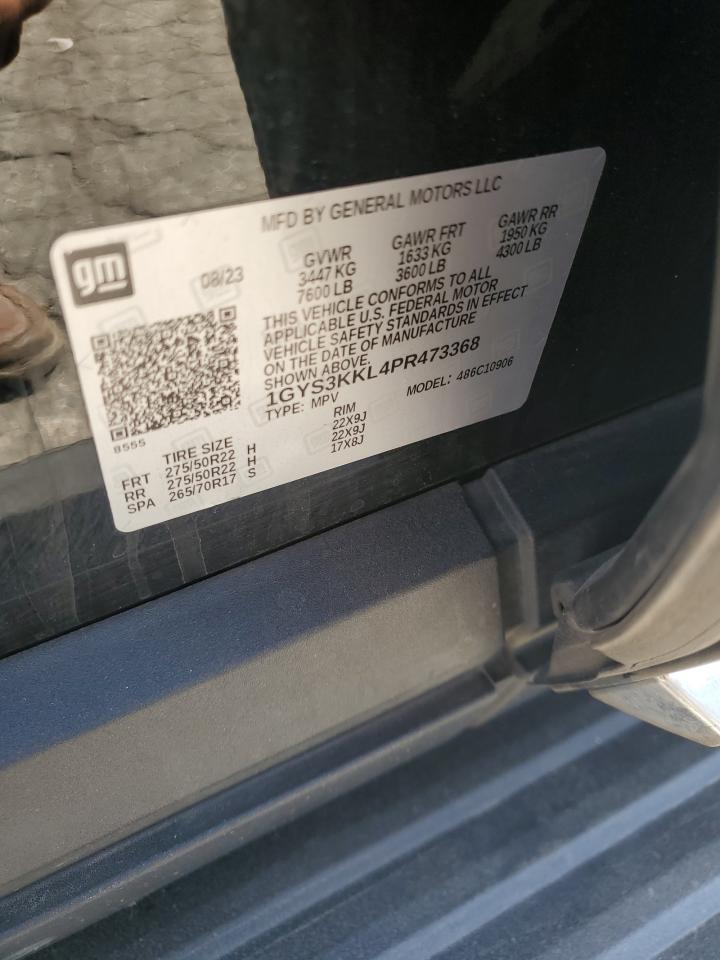 MFD BY GENERAL MOTORS LLC
gm
08/23
GVWR GAWR FRT GAWR RR
3447 KG 1633 KG 1950 KG
7600 LB 3600 LB 4300 LB
THIS VEHICLE CONFORMS TO ALL
APPLICABLE U.S. FEDERAL MOTOR
VEHICLE SAFETY STANDARDS IN EFFECT
ON THE DATE OF MANUFACTURE
SHOWN ABOVE.
1GYS3KKL4PR473368
TYPE: MPV MODEL: 486C10906
8555
TIRE SIZE RIM
FRT 275/50R22 H 22X9J
RR 275/50R22 H 22X9J
SPA 265/70R17 S 17X8J